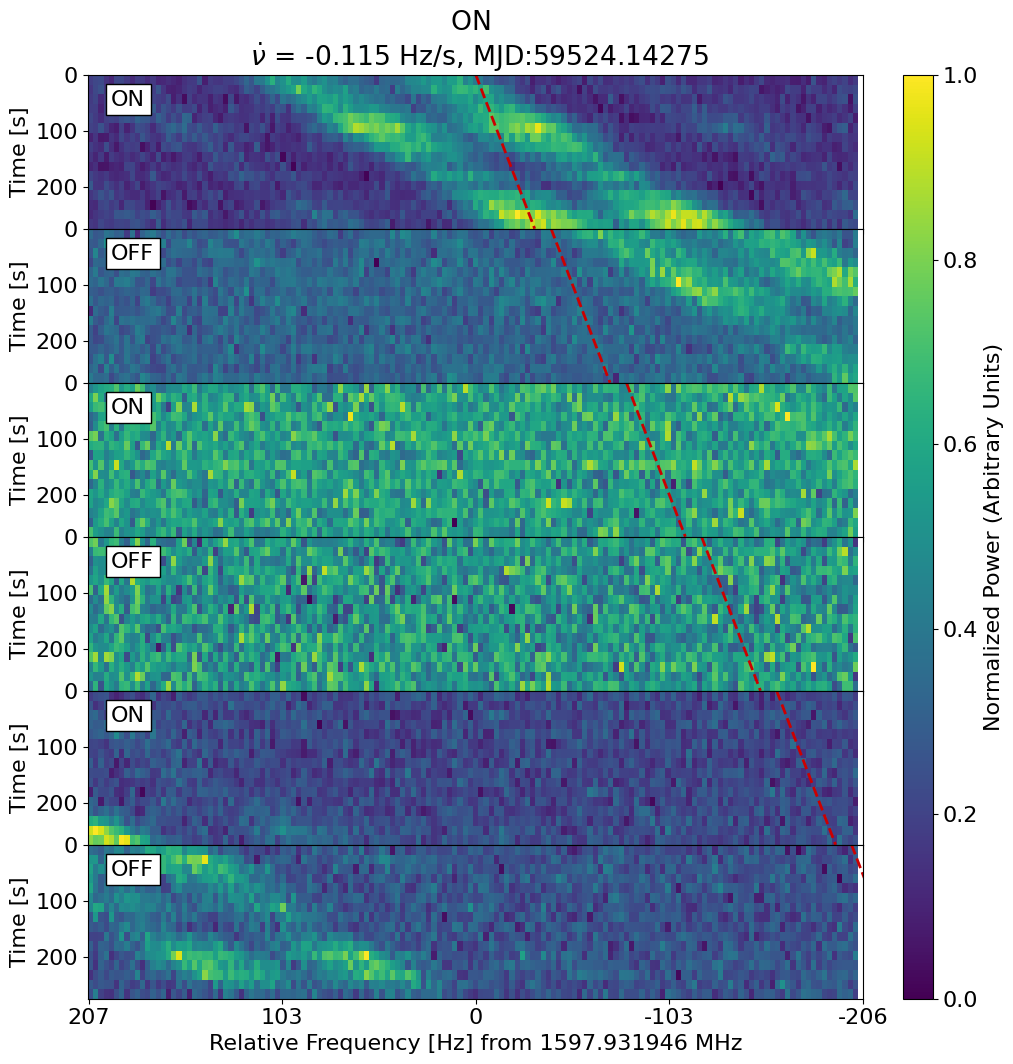 ON
ν̇ = -0.115 Hz/s, MJD:59524.14275
0
ON
100
Time [s]
200
0
OFF
100
Time [s]
200
0
ON
100
Time [s]
200
0
OFF
100
Time [s]
200
0
ON
100
Time [s]
200
0
OFF
100
Time [s]
200
207 103 0 -103 -206
Relative Frequency [Hz] from 1597.931946 MHz
1.0
0.8
0.6
0.4
0.2
0.0
Normalized Power (Arbitrary Units)